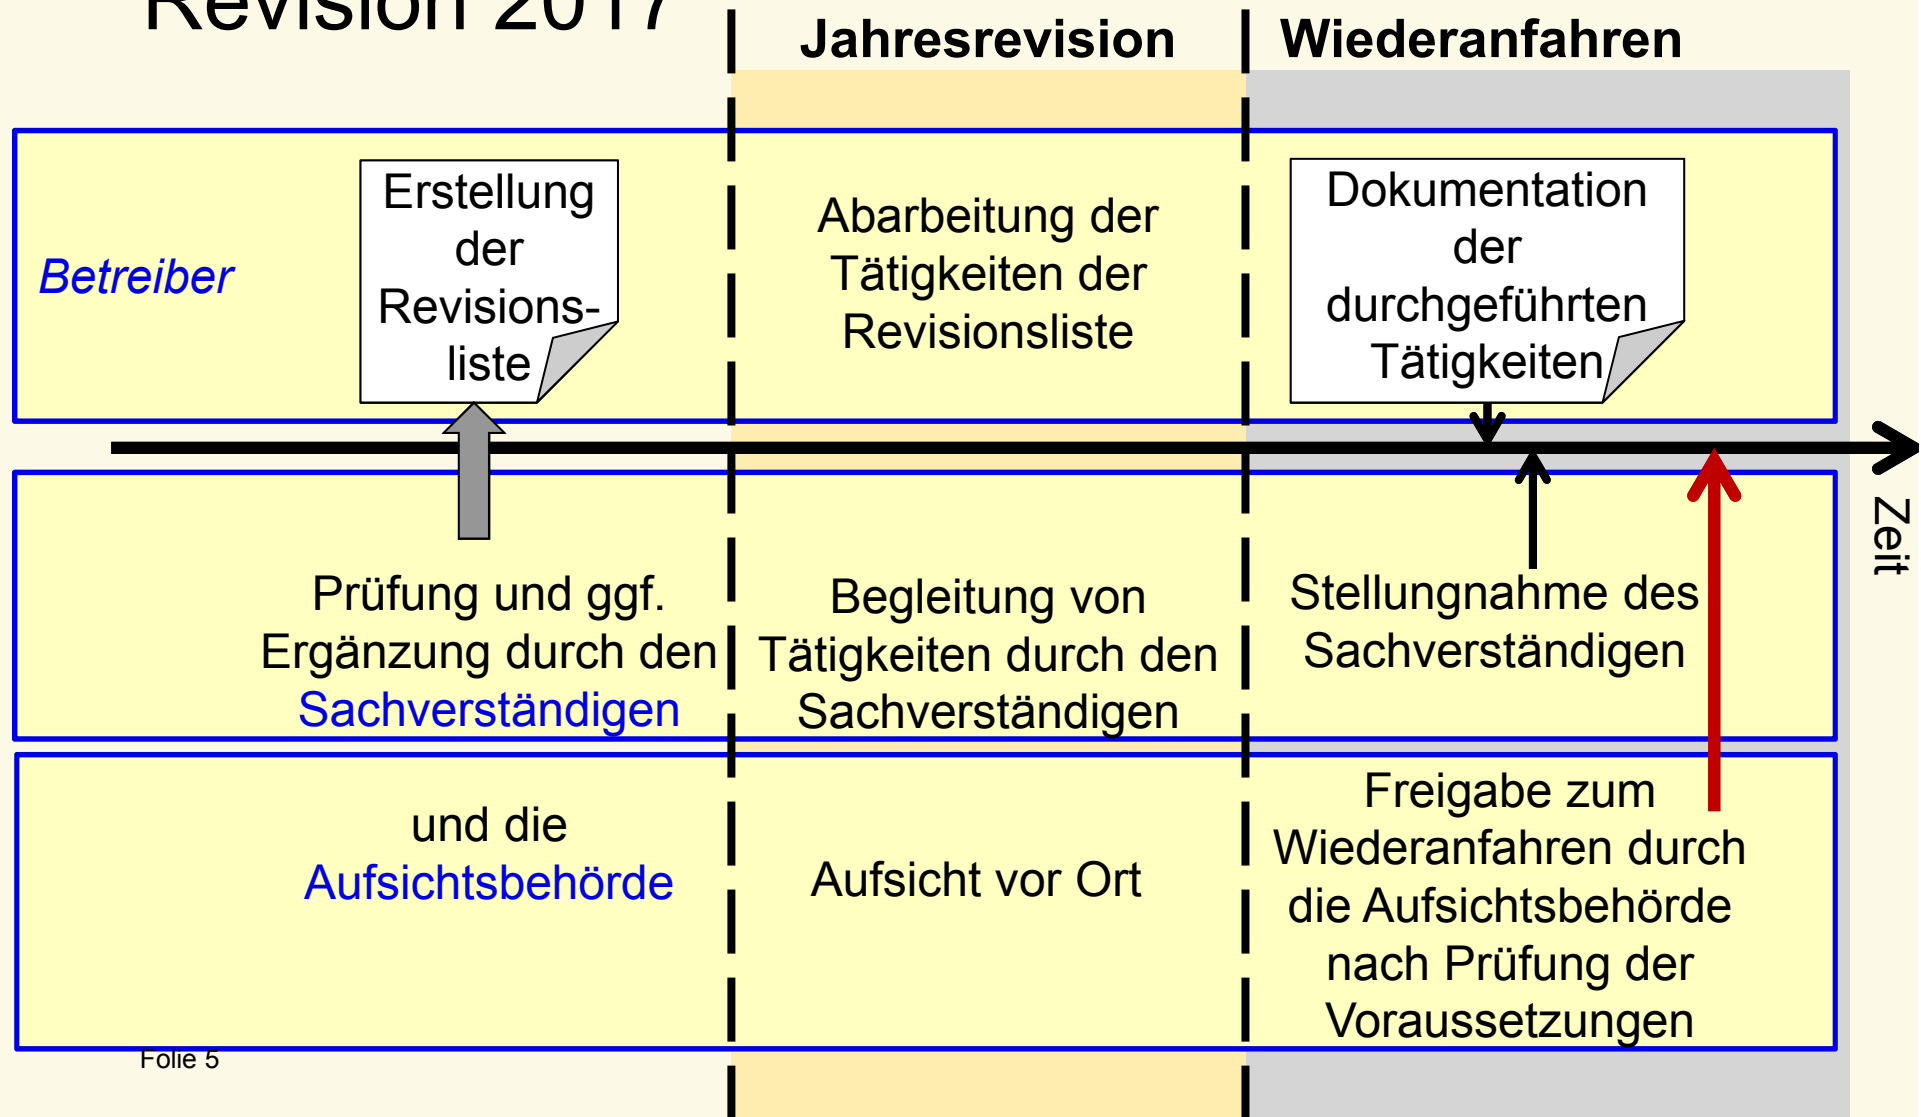 Revision 2017
Jahresrevision
Wiederanfahren
Betreiber
Erstellung
der
Revisions-
liste
Abarbeitung der
Tätigkeiten der
Revisionsliste
Dokumentation
der
durchgeführten
Tätigkeiten
Zeit
Prüfung und ggf.
Ergänzung durch den
Sachverständigen
Begleitung von
Tätigkeiten durch den
Sachverständigen
Stellungnahme des
Sachverständigen
und die
Aufsichtsbehörde
Aufsicht vor Ort
Freigabe zum
Wiederanfahren durch
die Aufsichtsbehörde
nach Prüfung der
Voraussetzungen
Folie 5